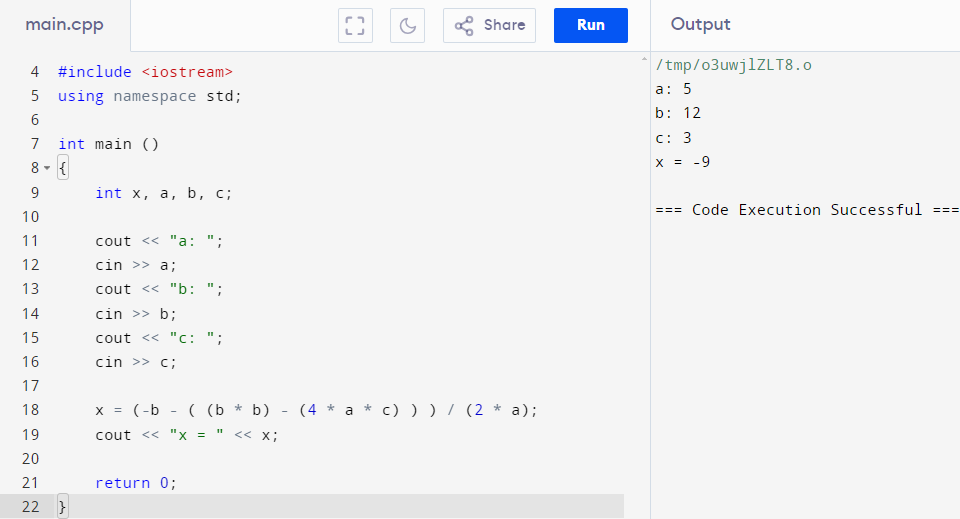 main.cpp
Share
Run
Output
4 #include <iostream>
5 using namespace std;
6
7 int main ()
8 {
9     int x, a, b, c;
10
11     cout << "a: ";
12     cin >> a;
13     cout << "b: ";
14     cin >> b;
15     cout << "c: ";
16     cin >> c;
17
18     x = (-b - ( (b * b) - (4 * a * c) ) ) / (2 * a);
19     cout << "x = " << x;
20
21     return 0;
22 }
/tmp/o3uwjlZLT8.o
a: 5
b: 12
c: 3
x = -9
=== Code Execution Successful ===